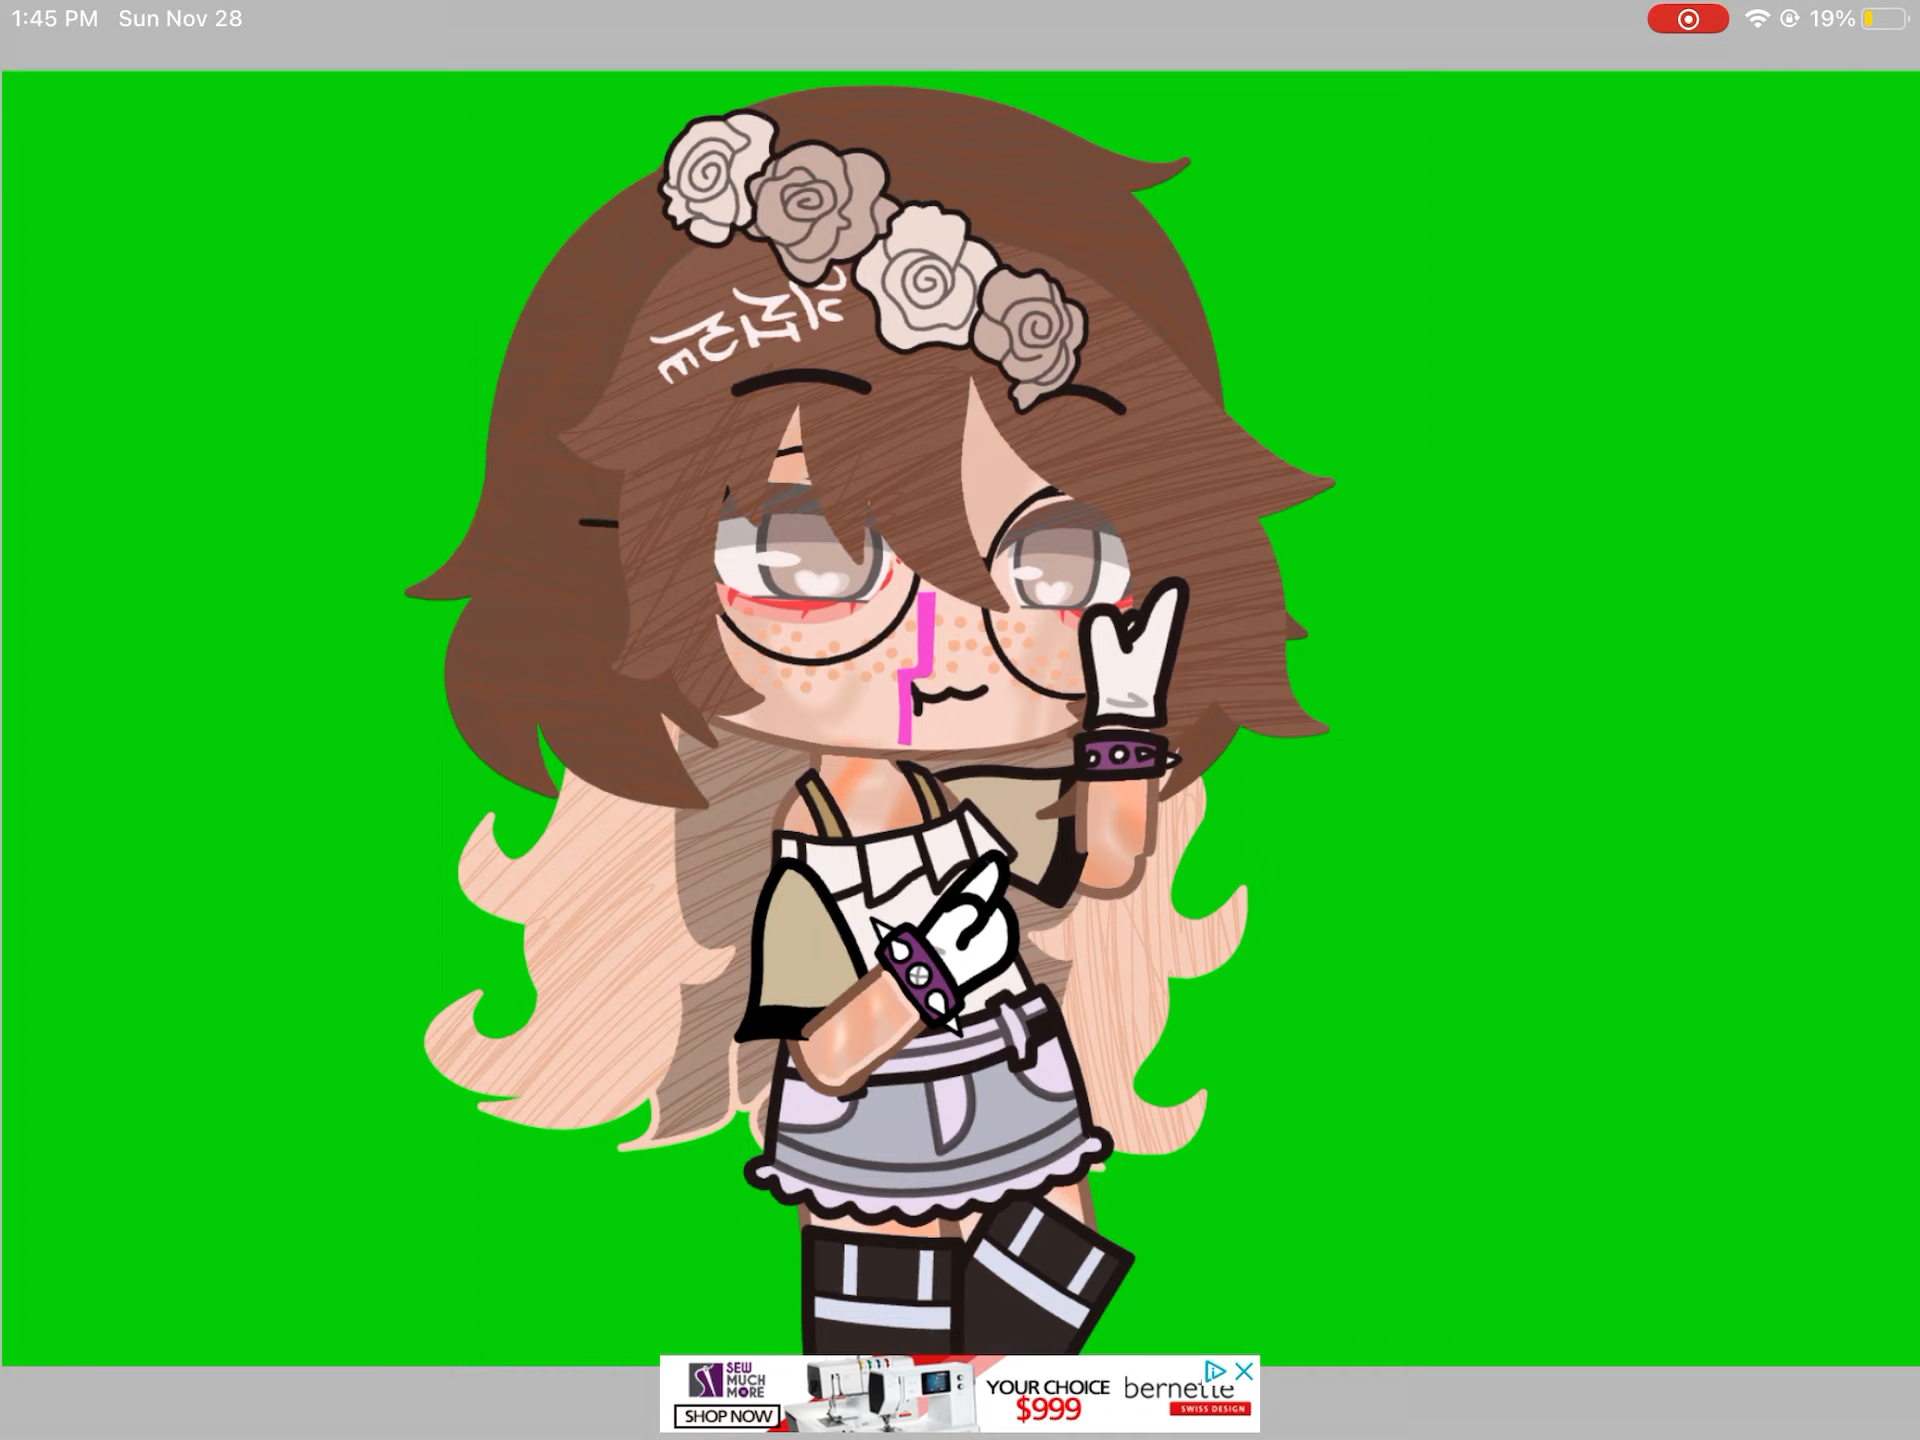 1:45 PM Sun Nov 28
19%
SEW
MUCH
MORE
SHOP NOW
YOUR CHOICE
$999
bernette
SWISS DESIGN